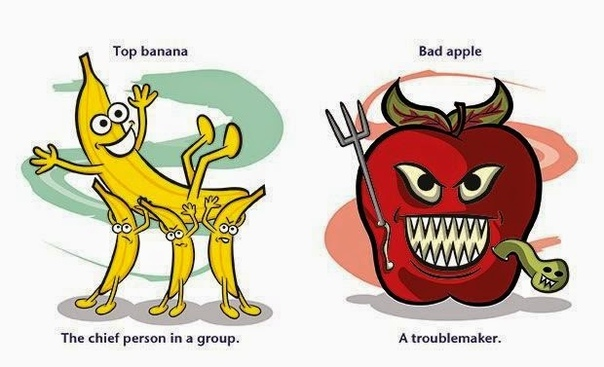 Top banana
Bad apple
The chief person in a group.
A troublemaker.